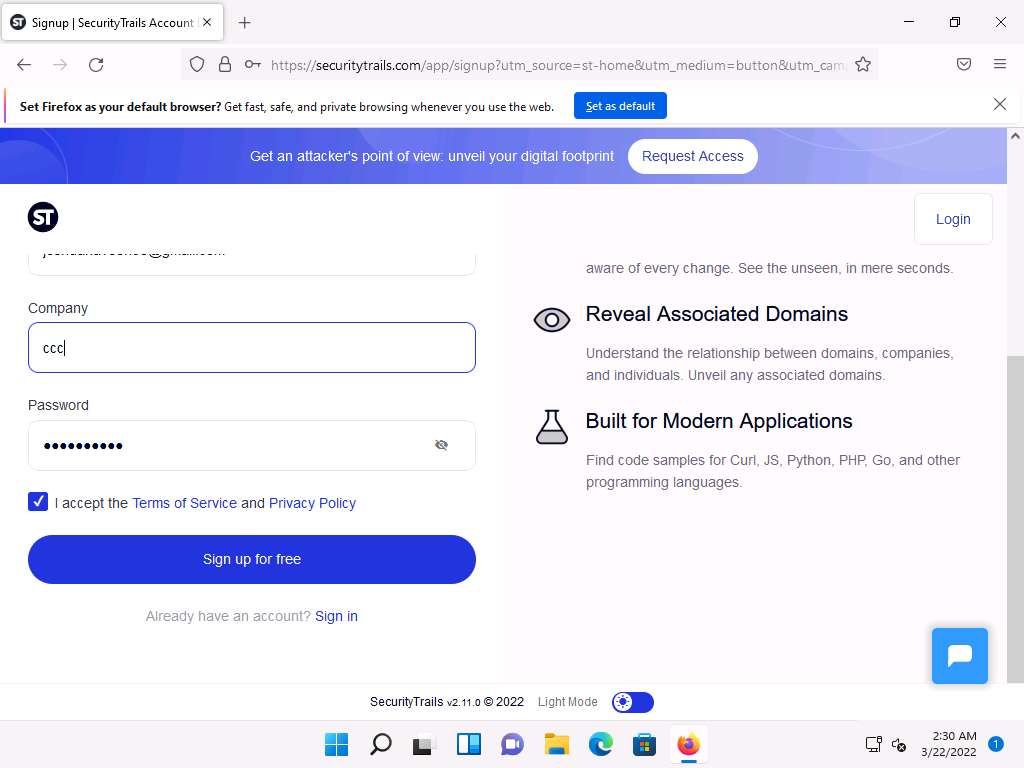 Signup | SecurityTrails Account
https://securitytrails.com/app/signup?utm_source=st-home&utm_medium=button&utm_cam
Set Firefox as your default browser? Get fast, safe, and private browsing whenever you use the web.
Set as default
Get an attacker's point of view: unveil your digital footprint
Request Access
ST
Login
Company
ccc
Password
I accept the Terms of Service and Privacy Policy
Sign up for free
Already have an account? Sign in
aware of every change. See the unseen, in mere seconds.
Reveal Associated Domains
Understand the relationship between domains, companies,
and individuals. Unveil any associated domains.
Built for Modern Applications
Find code samples for Curl, JS, Python, PHP, Go, and other
programming languages.
SecurityTrails v2.11.0 © 2022
Light Mode
2:30 AM
3/22/2022
1